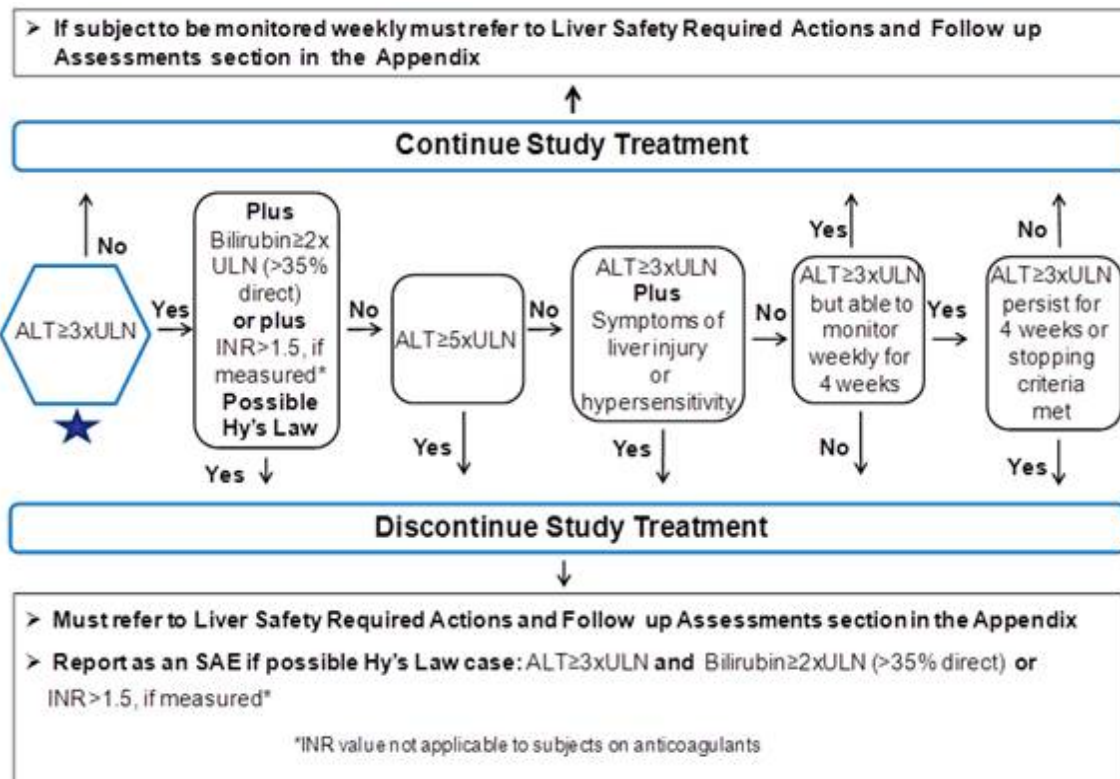 ➢ If subject to be monitored weekly must refer to Liver Safety Required Actions and Follow up
Assessments section in the Appendix
Continue Study Treatment
No
ALT≥3xULN
Yes
Plus
Bilirubin≥2x
ULN (>35%
direct)
or plus
INR>1.5, if
measured*
Possible
Hy's Law
Yes
No
ALT≥5xULN
Yes
No
ALT≥3xULN
Plus
Symptoms of
liver injury
or
hypersensitivity
Yes
No
Yes
ALT≥3xULN
but able to
monitor
weekly for
4 weeks
No
Yes
No
ALT≥3xULN
persist for
4 weeks or
stopping
criteria
met
Yes
Discontinue Study Treatment
➢ Must refer to Liver Safety Required Actions and Follow up Assessments section in the Appendix
➢ Report as an SAE if possible Hy's Law case: ALT≥3xULN and Bilirubin≥2xULN (>35% direct) or
INR>1.5, if measured*
*INR value not applicable to subjects on anticoagulants